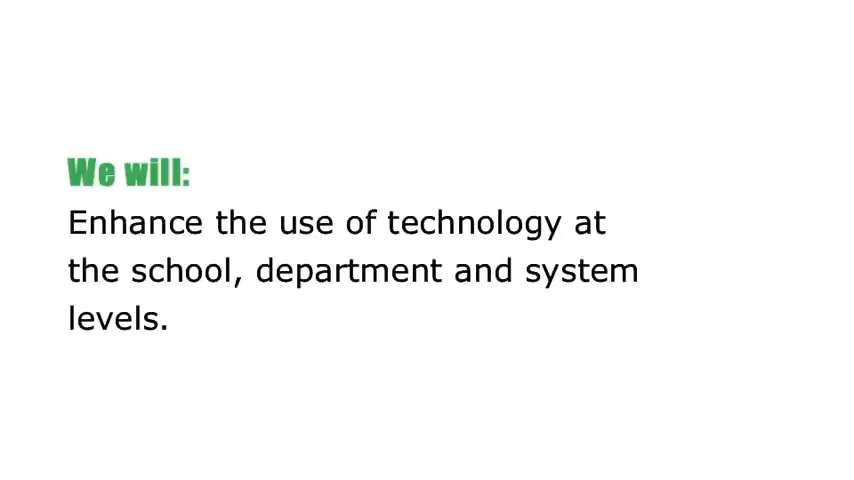 We will:
Enhance the use of technology at
the school, department and system
levels.